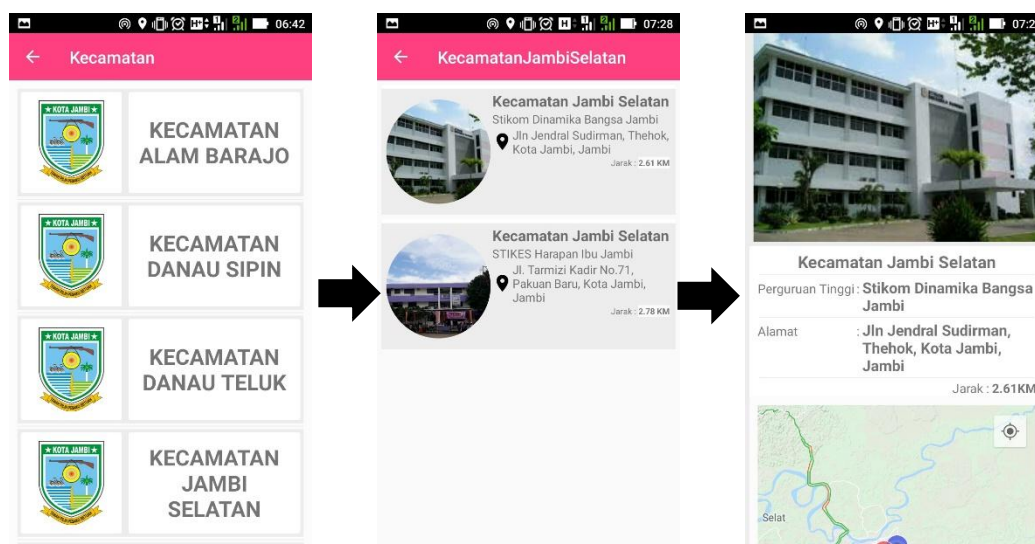 06:42
Kecamatan
KOTA JAMBI
KECAMATAN
ALAM BARAJO
KOTA JAMBI
KECAMATAN
DANAU SIPIN
KOTA JAMBI
KECAMATAN
DANAU TELUK
KOTA JAMBI
KECAMATAN
JAMBI
SELATAN
07:28
KecamatanJambiSelatan
Kecamatan Jambi Selatan
Stikom Dinamika Bangsa Jambi
Jln Jendral Sudirman, Thehok,
Kota Jambi, Jambi
Jarak : 2.61 KM
Kecamatan Jambi Selatan
STIKES Harapan Ibu Jambi
Jl. Tarmizi Kadir No.71,
Pakuan Baru, Kota Jambi,
Jambi
Jarak : 2.78 KM
07:2
Kecamatan Jambi Selatan
Perguruan Tinggi : Stikom Dinamika Bangsa
Jambi
Alamat : Jln Jendral Sudirman,
Thehok, Kota Jambi,
Jambi
Jarak : 2.61KM
Selat